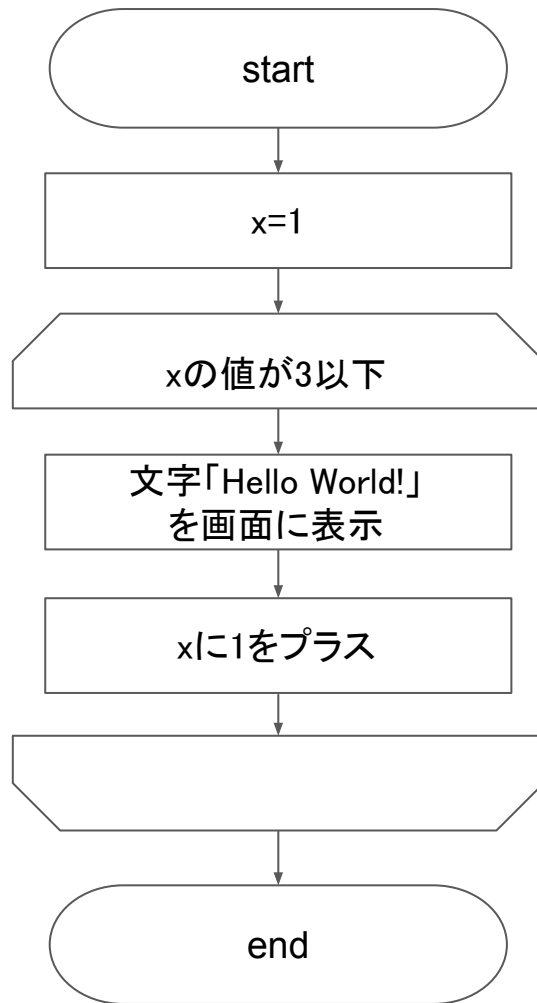 start
x=1
xの値が3以下
文字「Hello World!」
を画面に表示
xに1をプラス
end